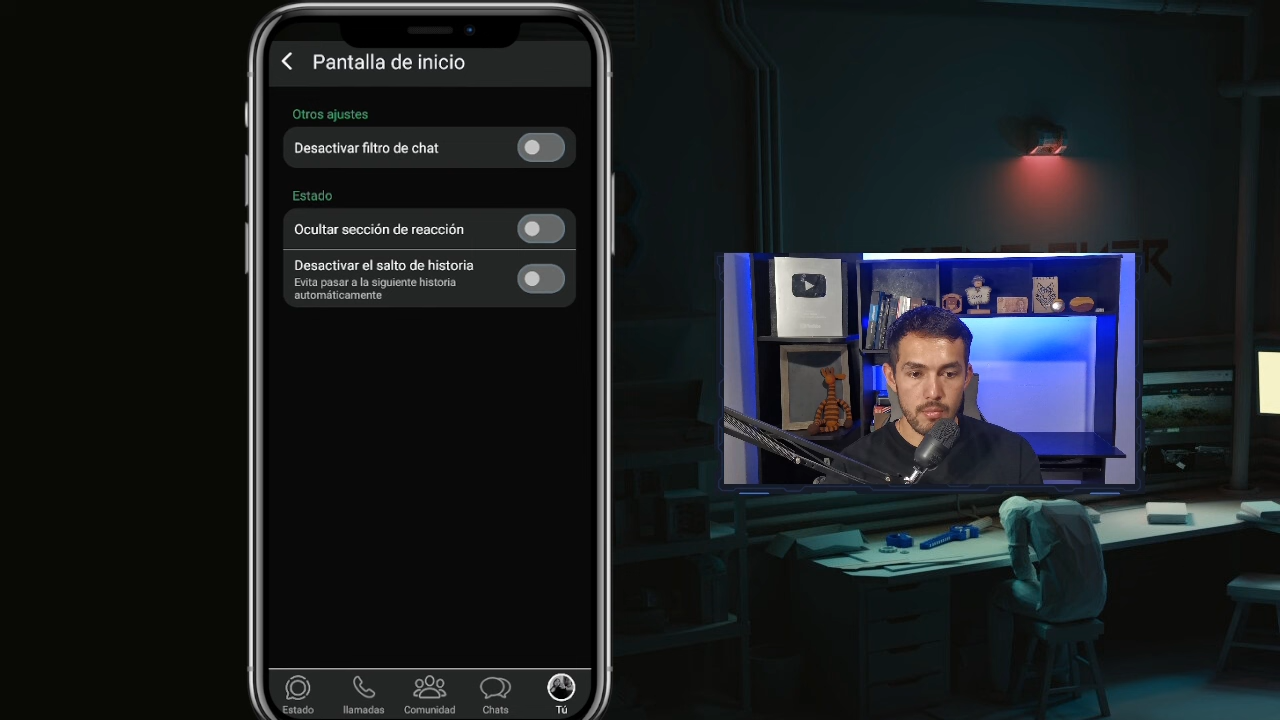 Pantalla de inicio
Otros ajustes
Desactivar filtro de chat
Estado
Ocultar sección de reacción
Desactivar el salto de historia
Evita pasar a la siguiente historia
automáticamente
Estado
llamadas
Comunidad
Chats
Tú